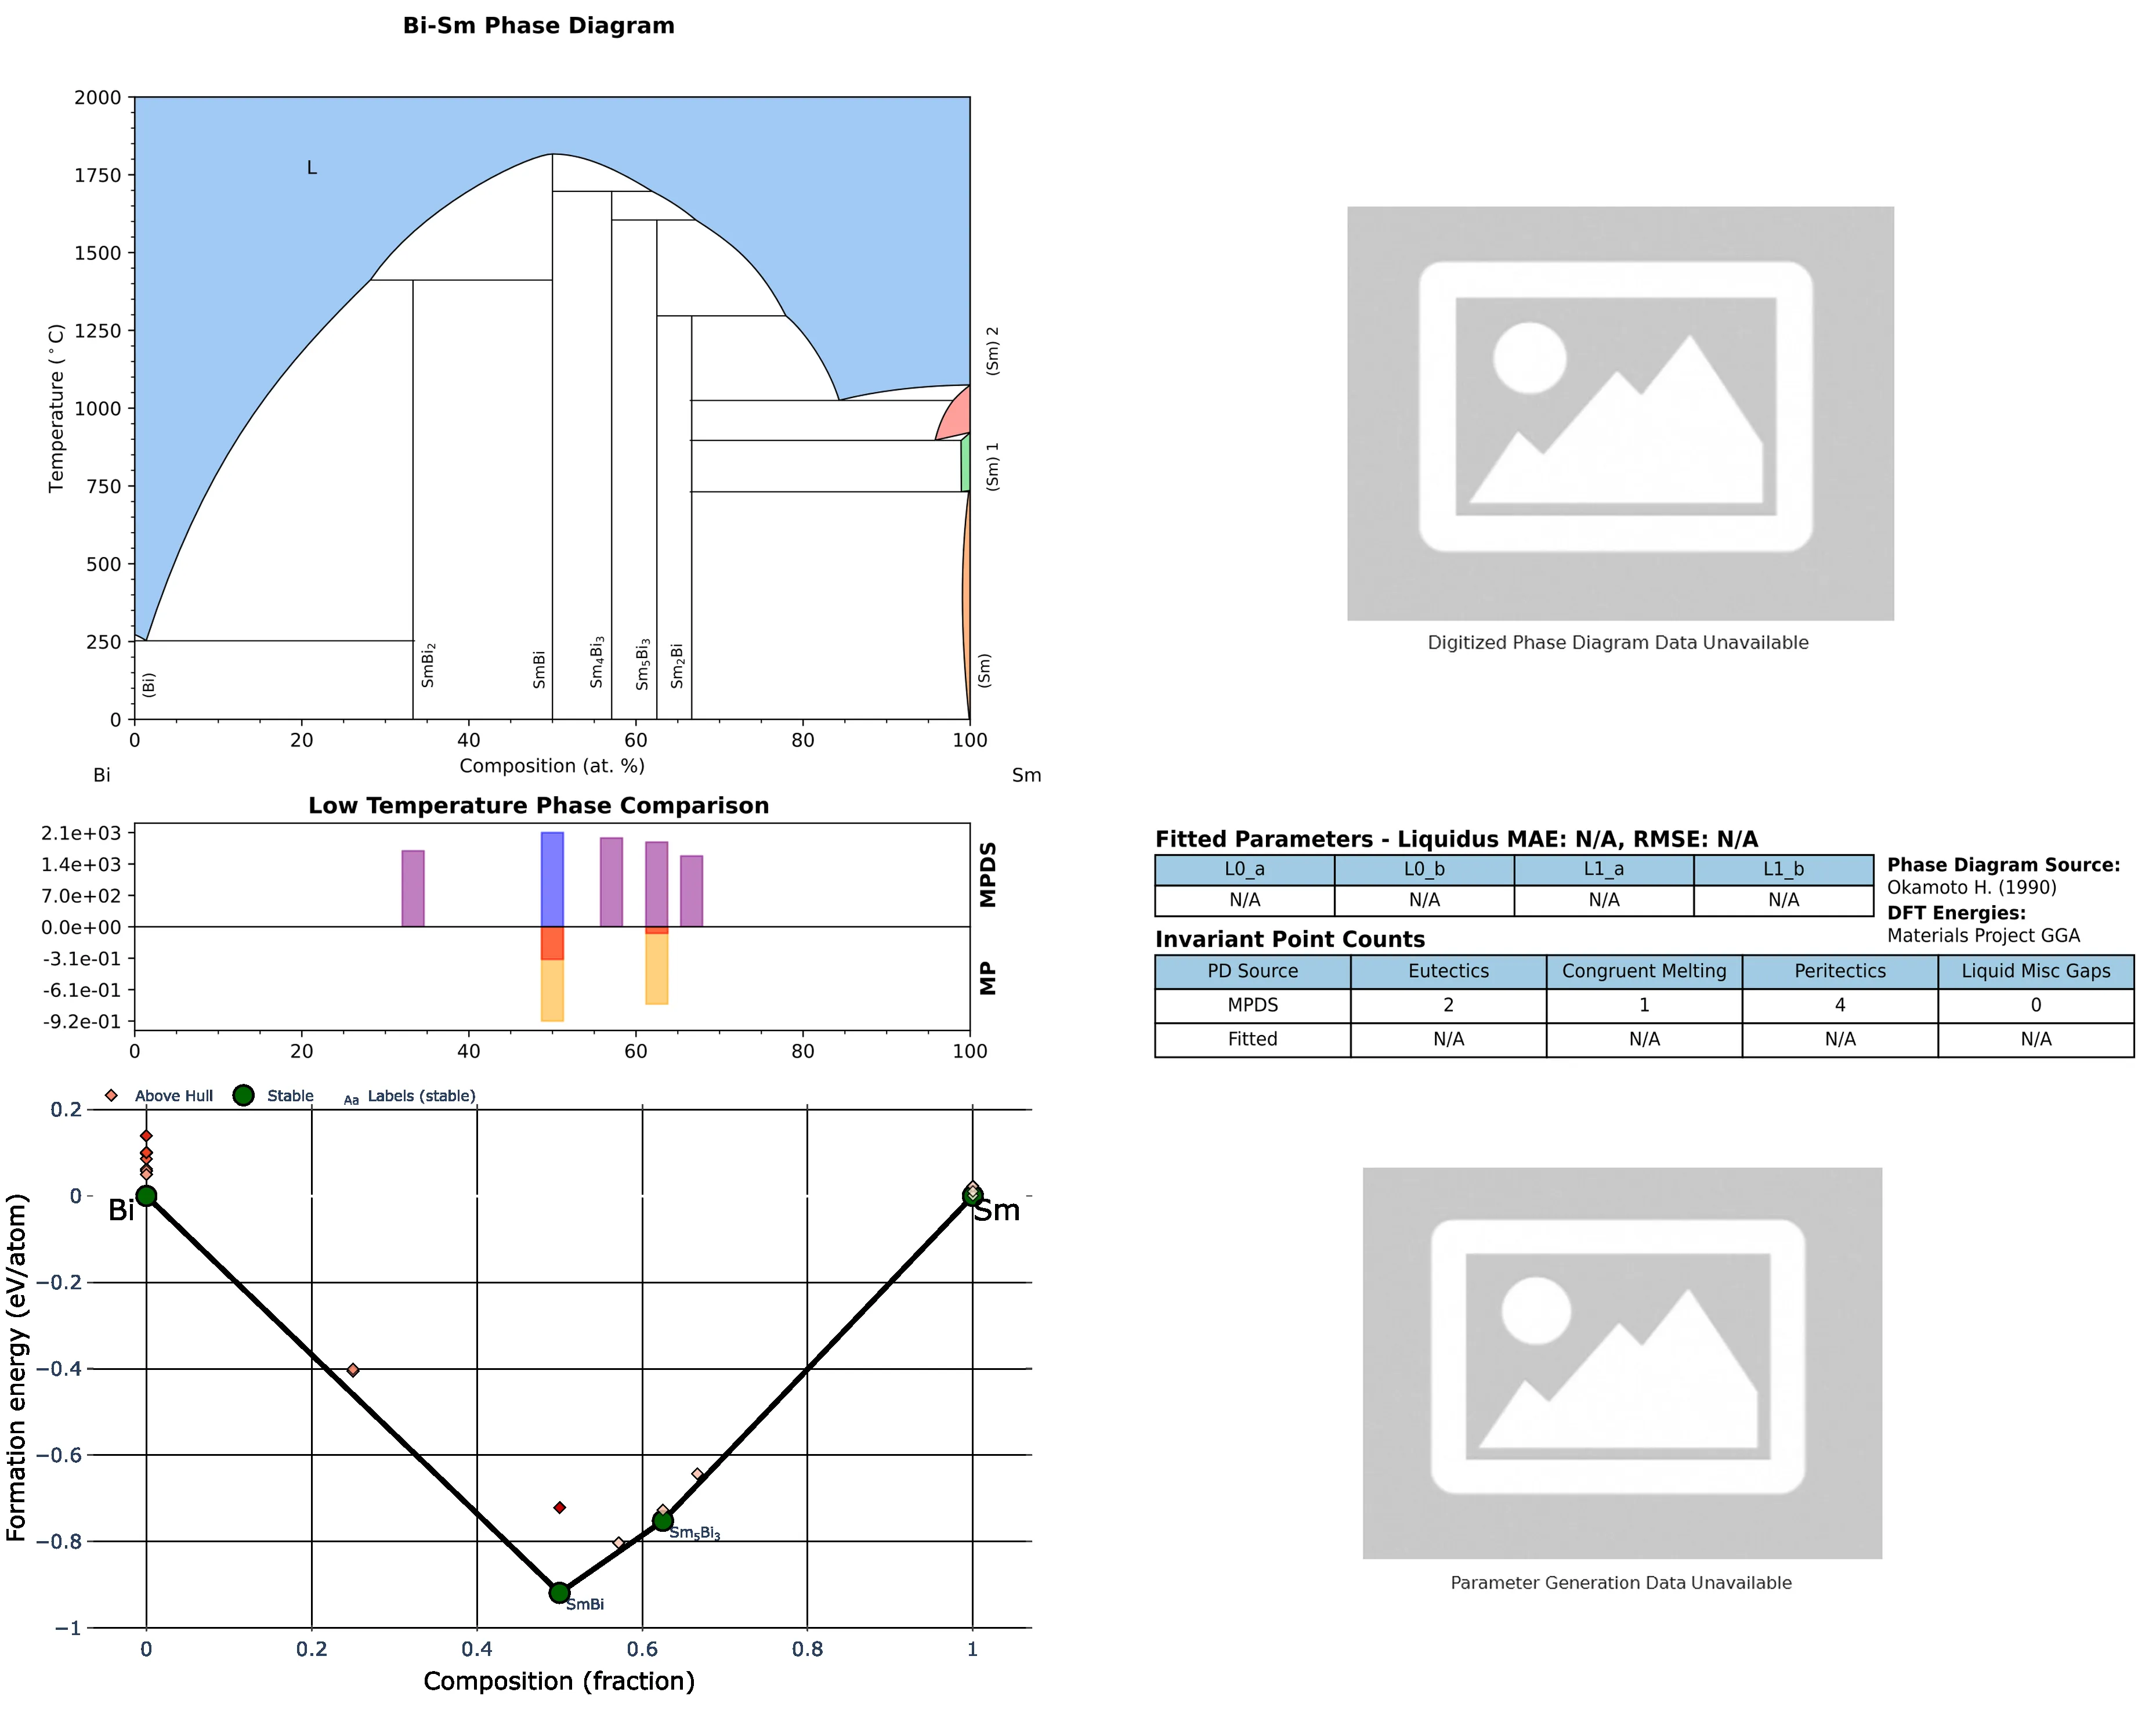 Bi-Sm Phase Diagram
2000
1750
1500
1250
1000
750
500
250
0
Temperature (°C)
L
(Bi)
SmBi₂
SmBi
Sm₄Bi₃
Sm₅Bi₃
Sm₂Bi
(Sm)
(Sm) 1
(Sm) 2
0 20 40 60 80 100
Composition (at. %)
Bi Sm
Digitized Phase Diagram Data Unavailable
Low Temperature Phase Comparison
2.1e+03
1.4e+03
7.0e+02
0.0e+00
-3.1e-01
-6.1e-01
-9.2e-01
MPDS
MP
0 20 40 60 80 100
Fitted Parameters - Liquidus MAE: N/A, RMSE: N/A
L0_a L0_b L1_a L1_b
N/A N/A N/A N/A
Phase Diagram Source:
Okamoto H. (1990)
DFT Energies:
Materials Project GGA
Invariant Point Counts
PD Source Eutectics Congruent Melting Peritectics Liquid Misc Gaps
MPDS 2 1 4 0
Fitted N/A N/A N/A N/A
Above Hull Stable Aa Labels (stable)
0.2
0
−0.2
−0.4
−0.6
−0.8
−1
Formation energy (eV/atom)
Bi
Sm
Sm₅Bi₃
SmBi
0 0.2 0.4 0.6 0.8 1
Composition (fraction)
Parameter Generation Data Unavailable